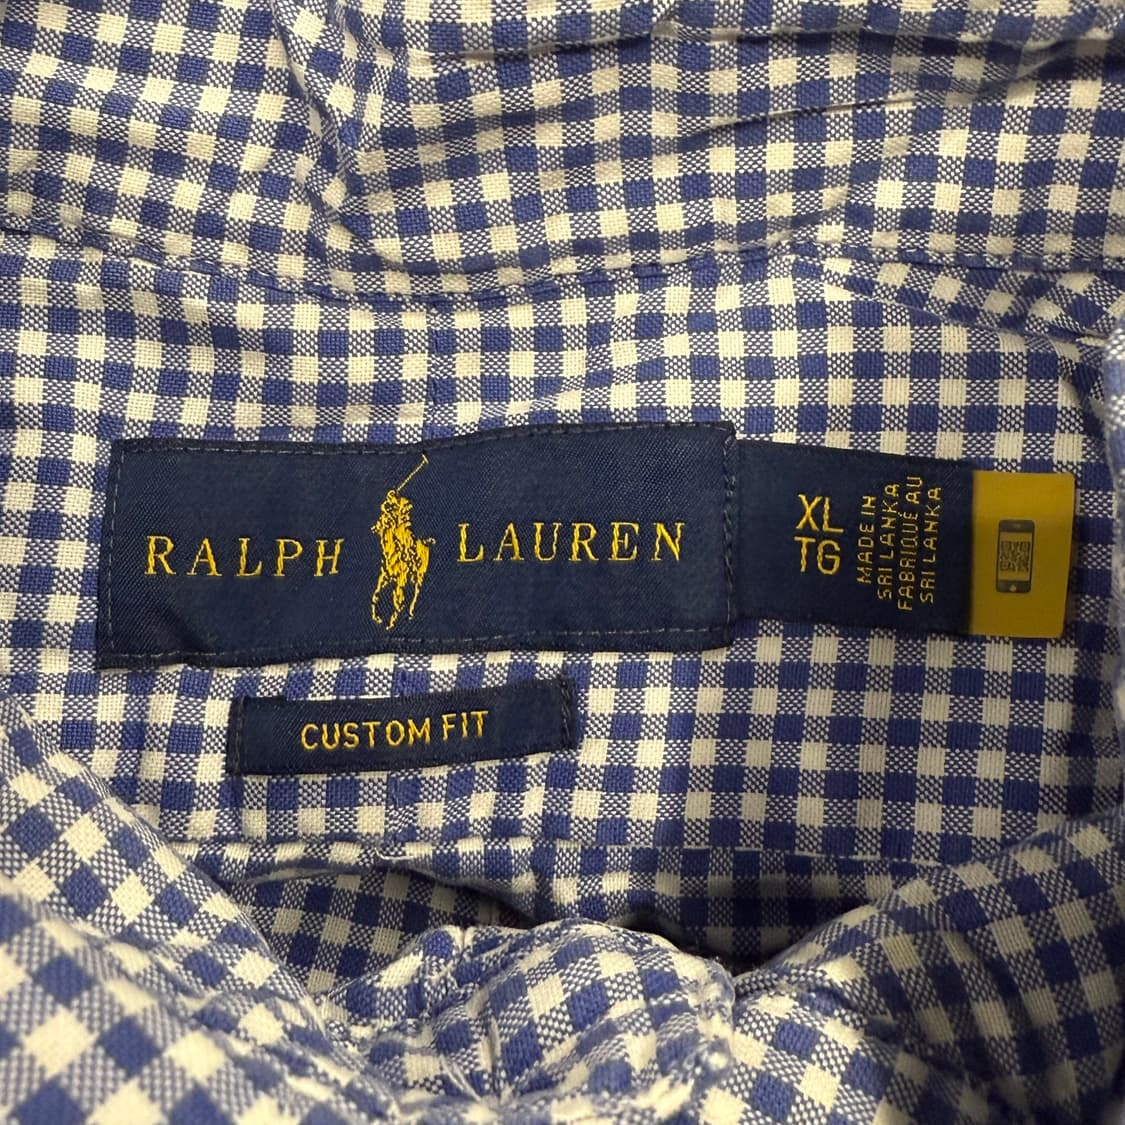 RALPH LAUREN
CUSTOM FIT
XL
TG
MADE IN
SRI LANKA
FABRIQUÉ AU
SRI LANKA